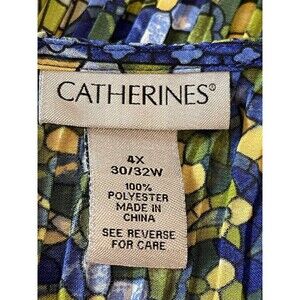 CATHERINES®
4X
30/32W
100%
POLYESTER
MADE IN
CHINA
SEE REVERSE
FOR CARE